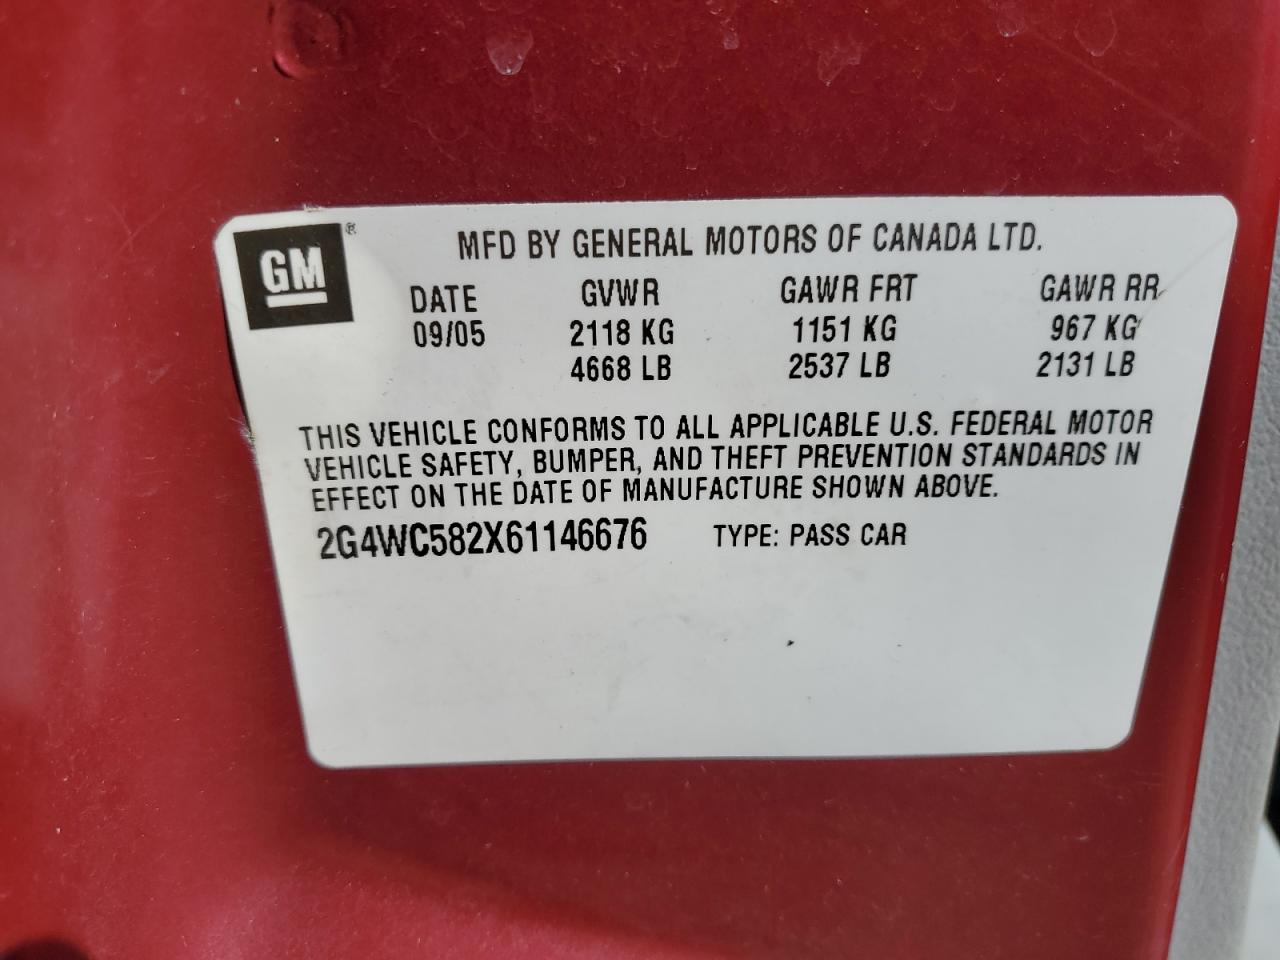 GM®
MFD BY GENERAL MOTORS OF CANADA LTD.
DATE GVWR GAWR FRT GAWR RR
09/05 2118 KG 1151 KG 967 KG
4668 LB 2537 LB 2131 LB
THIS VEHICLE CONFORMS TO ALL APPLICABLE U.S. FEDERAL MOTOR
VEHICLE SAFETY, BUMPER, AND THEFT PREVENTION STANDARDS IN
EFFECT ON THE DATE OF MANUFACTURE SHOWN ABOVE.
2G4WC582X61146676 TYPE: PASS CAR